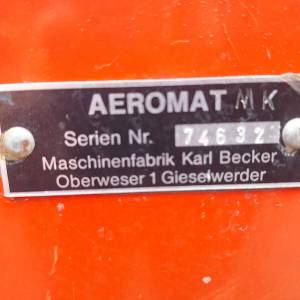 AEROMAT MK
Serien Nr. 74632
Maschinenfabrik Karl Becker
Oberweser 1 Gieselwerder